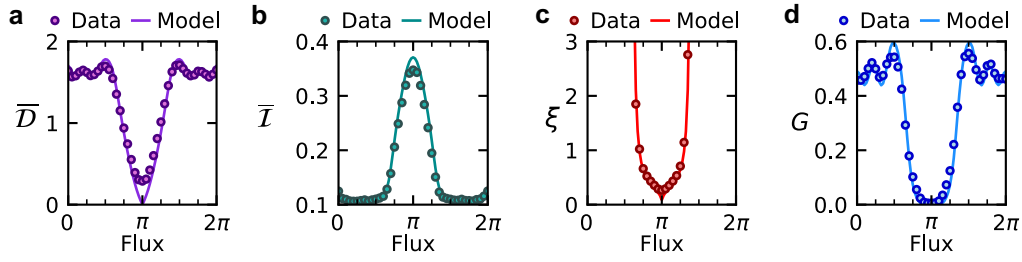 a
Data Model
2
1
0
D̅
0 π 2π
Flux
b
Data Model
0.4
0.3
0.2
0.1
I̅
0 π 2π
Flux
c
Data Model
3
2
1
0
ξ
0 π 2π
Flux
d
Data Model
0.6
0.4
0.2
0.0
G
0 π 2π
Flux